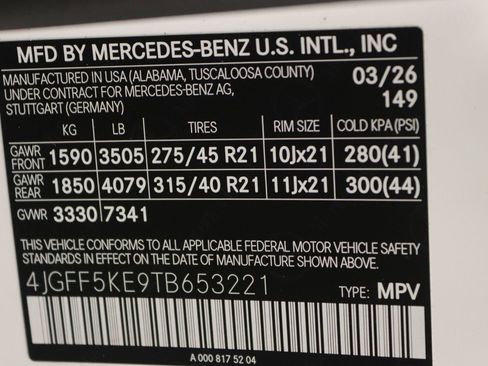 MFD BY MERCEDES-BENZ U.S. INTL., INC
MANUFACTURED IN USA (ALABAMA, TUSCALOOSA COUNTY) 03/26
UNDER CONTRACT FOR MERCEDES-BENZ AG,
STUTTGART (GERMANY) 149
KG LB TIRES RIM SIZE COLD KPA(PSI)
GAWR FRONT 1590 3505 275/45 R21 10Jx21 280(41)
GAWR REAR 1850 4079 315/40 R21 11Jx21 300(44)
GVWR 3330 7341
THIS VEHICLE CONFORMS TO ALL APPLICABLE FEDERAL MOTOR VEHICLE SAFETY
STANDARDS IN EFFECT ON THE DATE OF MANUFACTURE SHOWN ABOVE.
4JGFF5KE9TB653221 TYPE: MPV
A 000 817 52 04